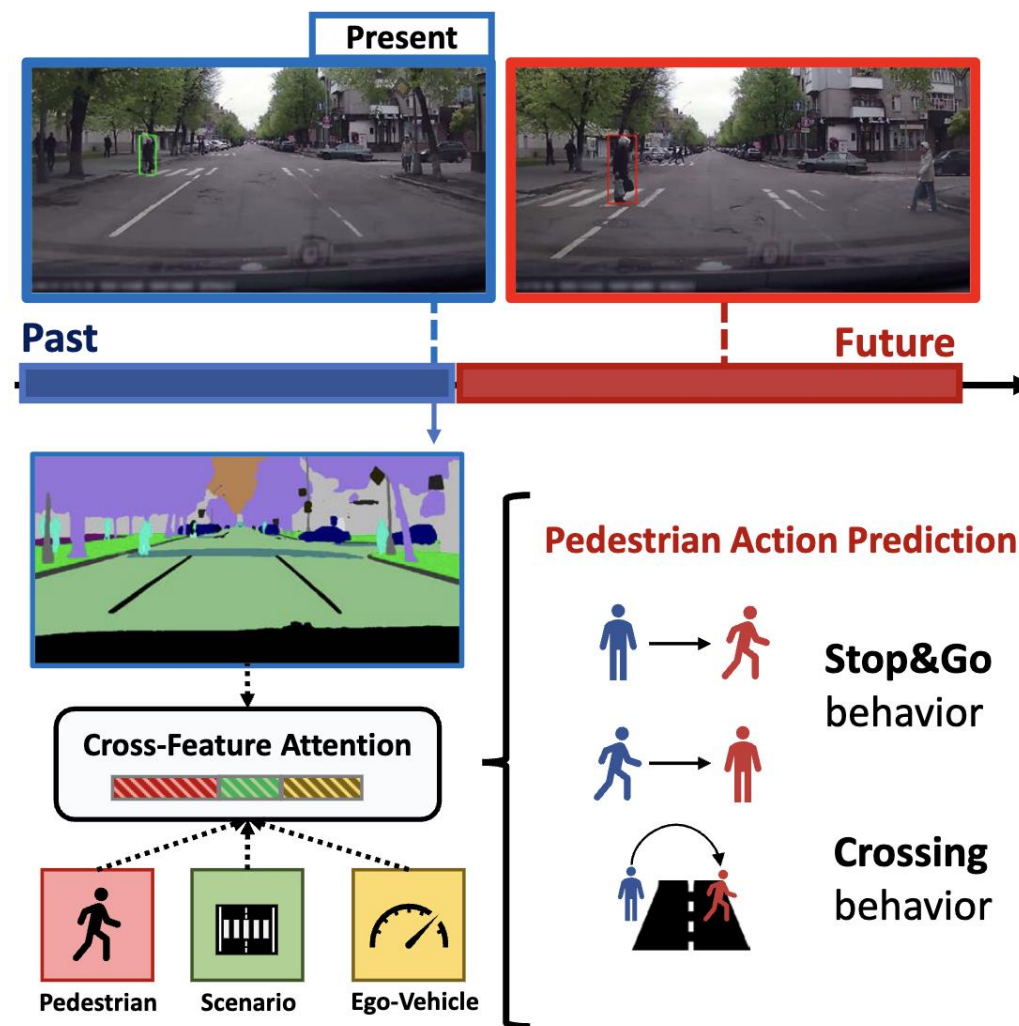 Present
Past
Future
Pedestrian Action Prediction
Stop&Go
behavior
Cross-Feature Attention
Crossing
behavior
Pedestrian
Scenario
Ego-Vehicle